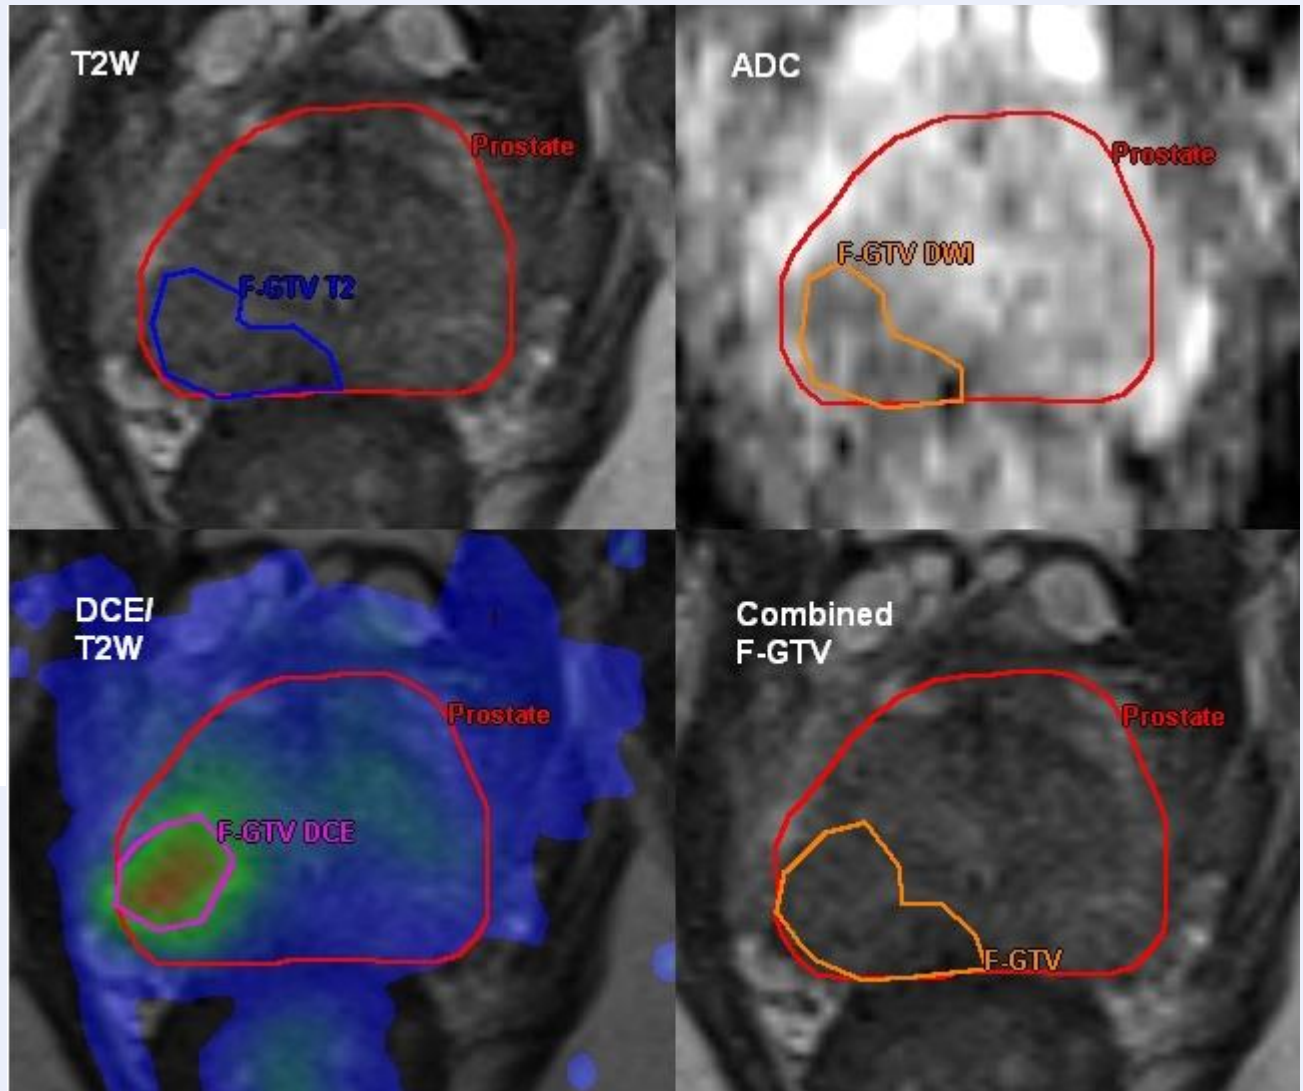 T2W
Prostate
F-GTV T2
ADC
Prostate
F-GTV DWI
DCE/
T2W
Prostate
F-GTV DCE
Combined
F-GTV
Prostate
F-GTV